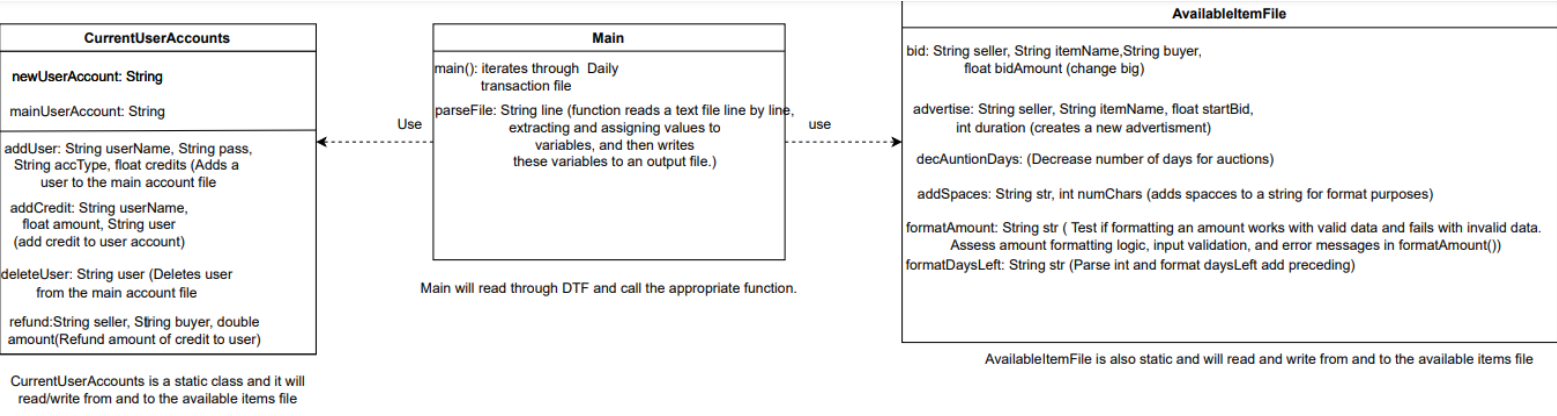 CurrentUserAccounts
newUserAccount: String
mainUserAccount: String
addUser: String userName, String pass,
String accType, float credits (Adds a
user to the main account file
addCredit: String userName,
float amount, String user
(add credit to user account)
deleteUser: String user (Deletes user
from the main account file
refund:String seller, String buyer, double
amount(Refund amount of credit to user)
CurrentUserAccounts is a static class and it will
read/write from and to the available items file
Use
Main
main(): iterates through Daily
transaction file
parseFile: String line (function reads a text file line by line,
extracting and assigning values to
variables, and then writes
these variables to an output file.)
Main will read through DTF and call the appropriate function.
use
AvailableItemFile
bid: String seller, String itemName,String buyer,
float bidAmount (change big)
advertise: String seller, String itemName, float startBid,
int duration (creates a new advertisment)
decAuntionDays: (Decrease number of days for auctions)
addSpaces: String str, int numChars (adds spacces to a string for format purposes)
formatAmount: String str ( Test if formatting an amount works with valid data and fails with invalid data.
Assess amount formatting logic, input validation, and error messages in formatAmount())
formatDaysLeft: String str (Parse int and format daysLeft add preceding)
AvailableItemFile is also static and will read and write from and to the available items file